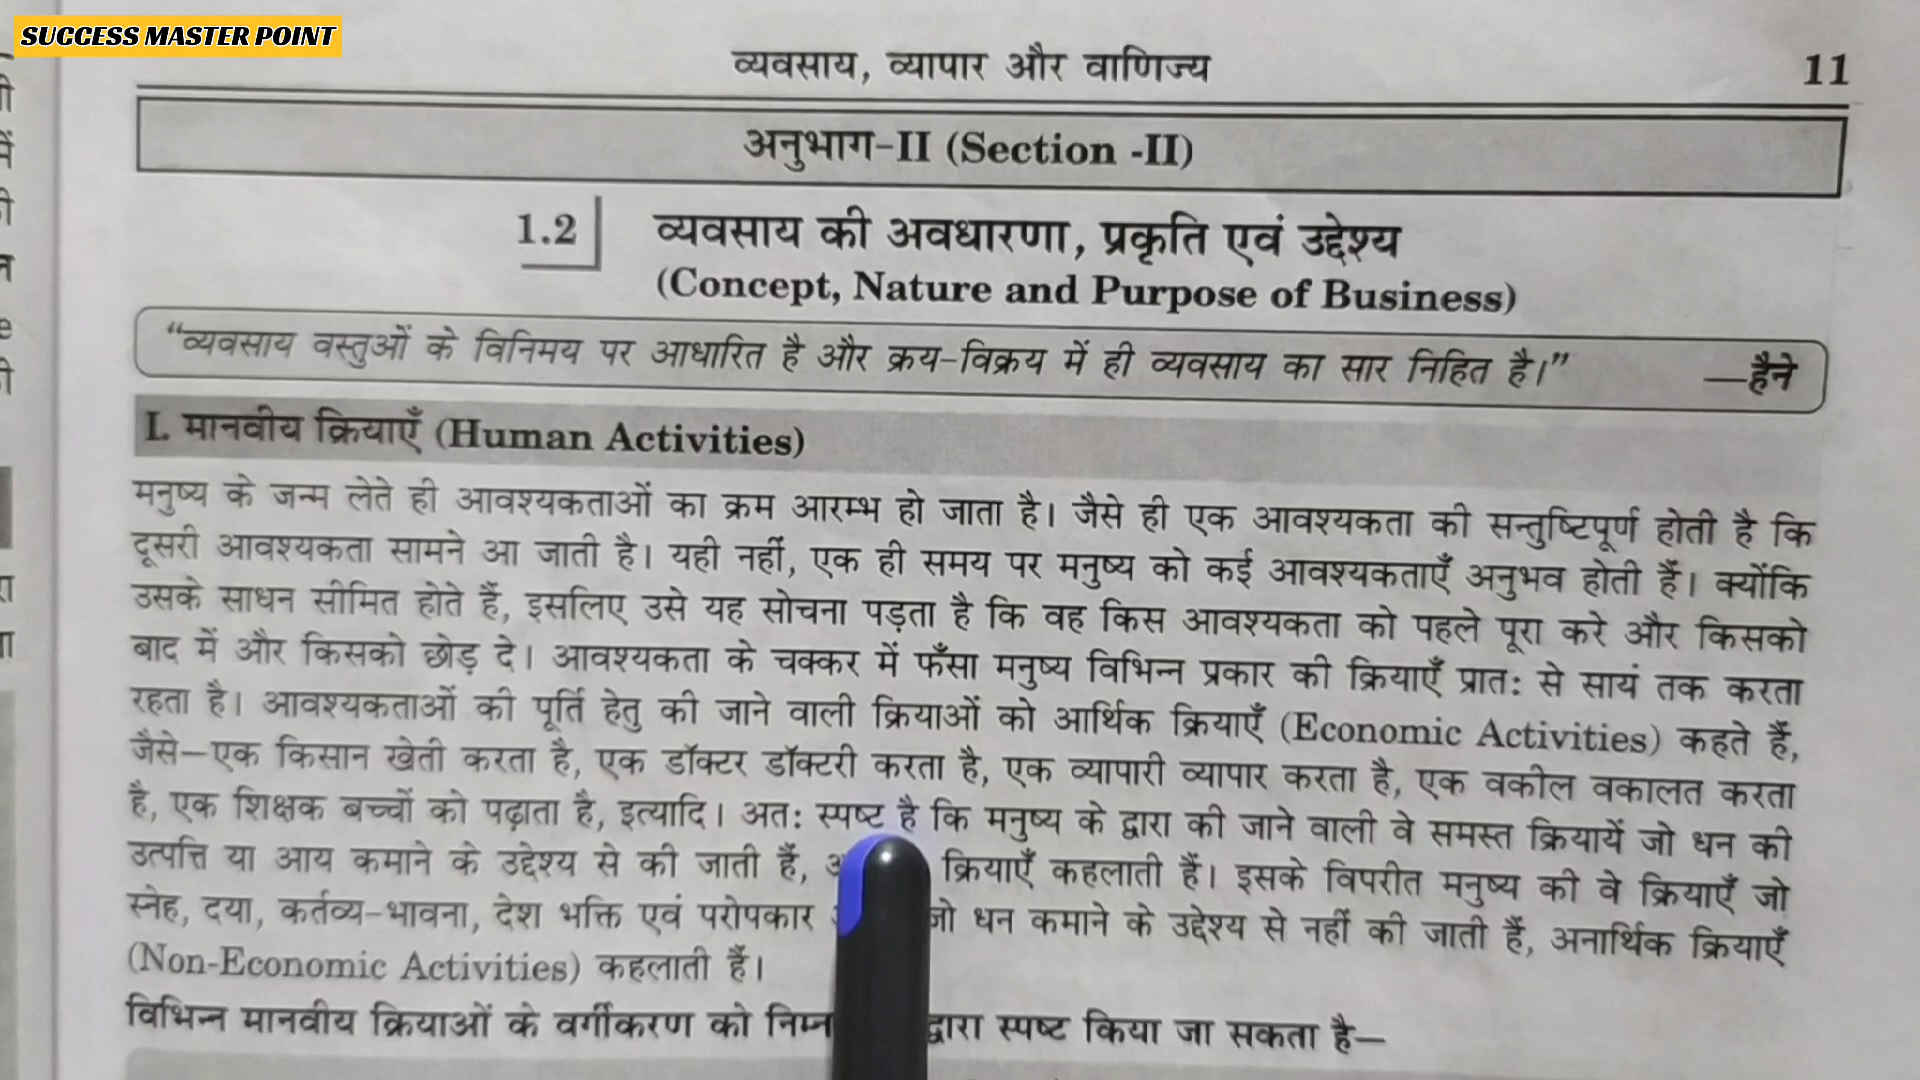 SUCCESS MASTER POINT
व्यवसाय, व्यापार और वाणिज्य 11
अनुभाग-II (Section -II)
1.2 व्यवसाय की अवधारणा, प्रकृति एवं उद्देश्य
(Concept, Nature and Purpose of Business)
“व्यवसाय वस्तुओं के विनिमय पर आधारित है और क्रय-विक्रय में ही व्यवसाय का सार निहित है।” —हैने
I. मानवीय क्रियाएँ (Human Activities)
मनुष्य के जन्म लेते ही आवश्यकताओं का क्रम आरम्भ हो जाता है। जैसे ही एक आवश्यकता की सन्तुष्टिपूर्ण होती है कि
दूसरी आवश्यकता सामने आ जाती है। यही नहीं, एक ही समय पर मनुष्य को कई आवश्यकताएँ अनुभव होती हैं। क्योंकि
उसके साधन सीमित होते हैं, इसलिए उसे यह सोचना पड़ता है कि वह किस आवश्यकता को पहले पूरा करे और किसको
बाद में और किसको छोड़ दे। आवश्यकता के चक्कर में फँसा मनुष्य विभिन्न प्रकार की क्रियाएँ प्रातः से सायं तक करता
रहता है। आवश्यकताओं की पूर्ति हेतु की जाने वाली क्रियाओं को आर्थिक क्रियाएँ (Economic Activities) कहते हैं,
जैसे—एक किसान खेती करता है, एक डॉक्टर डॉक्टरी करता है, एक व्यापारी व्यापार करता है, एक वकील वकालत करता
है, एक शिक्षक बच्चों को पढ़ाता है, इत्यादि। अतः स्पष्ट है कि मनुष्य के द्वारा की जाने वाली वे समस्त क्रियायें जो धन की
उत्पत्ति या आय कमाने के उद्देश्य से की जाती हैं, क्रियाएँ कहलाती हैं। इसके विपरीत मनुष्य की वे क्रियाएँ जो
स्नेह, दया, कर्तव्य-भावना, देश भक्ति एवं परोपकार जो धन कमाने के उद्देश्य से नहीं की जाती हैं, अनार्थिक क्रियाएँ
(Non-Economic Activities) कहलाती हैं।
विभिन्न मानवीय क्रियाओं के वर्गीकरण को निम्न द्वारा स्पष्ट किया जा सकता है—